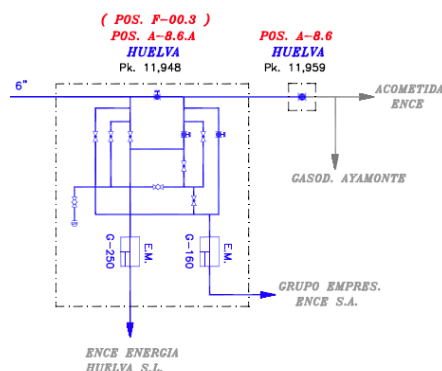 ( POS. F-00.3 )
POS. A-8.6.A
HUELVA
Pk. 11,948
POS. A-8.6
HUELVA
Pk. 11,959
6"
ACOMETIDA
ENCE
GASOD. AYAMONTE
E.M.
G-250
E.M.
G-160
GRUPO EMPRES.
ENCE S.A.
ENCE ENERGIA
HUELVA S.L.